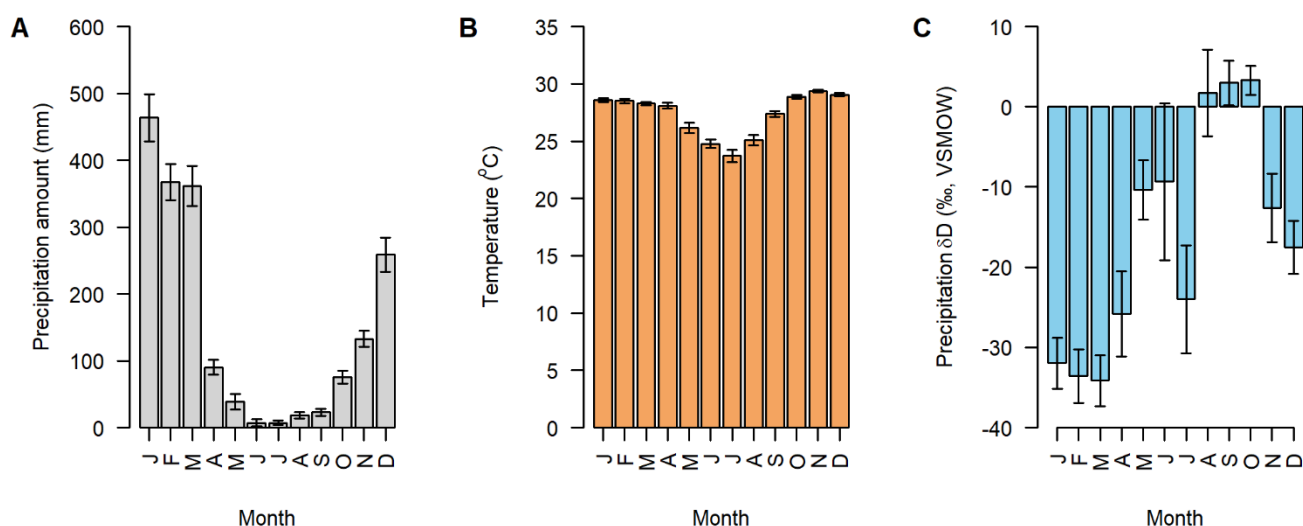 A
Precipitation amount (mm)
600
500
400
300
200
100
0
J F M A M J J A S O N D
Month
B
Temperature (⁰C)
35
30
25
20
15
10
5
0
J F M A M J J A S O N D
Month
C
Precipitation δD (‰, VSMOW)
10
0
-10
-20
-30
-40
J F M A M J J A S O N D
Month